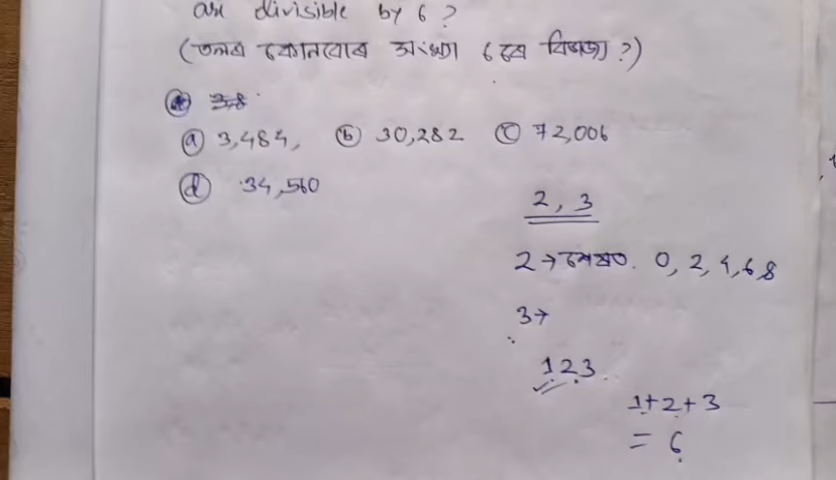 are divisible by 6 ?
(তলৰ কোনবোৰ সংখ্যা 6 ৰে বিভাজ্য ?)
(a) 3,484, (b) 30,282 (c) 72,006
(d) 34,560
2, 3
2 → শেষত. 0, 2, 4, 6, 8
3 →
123
1+2+3
= 6